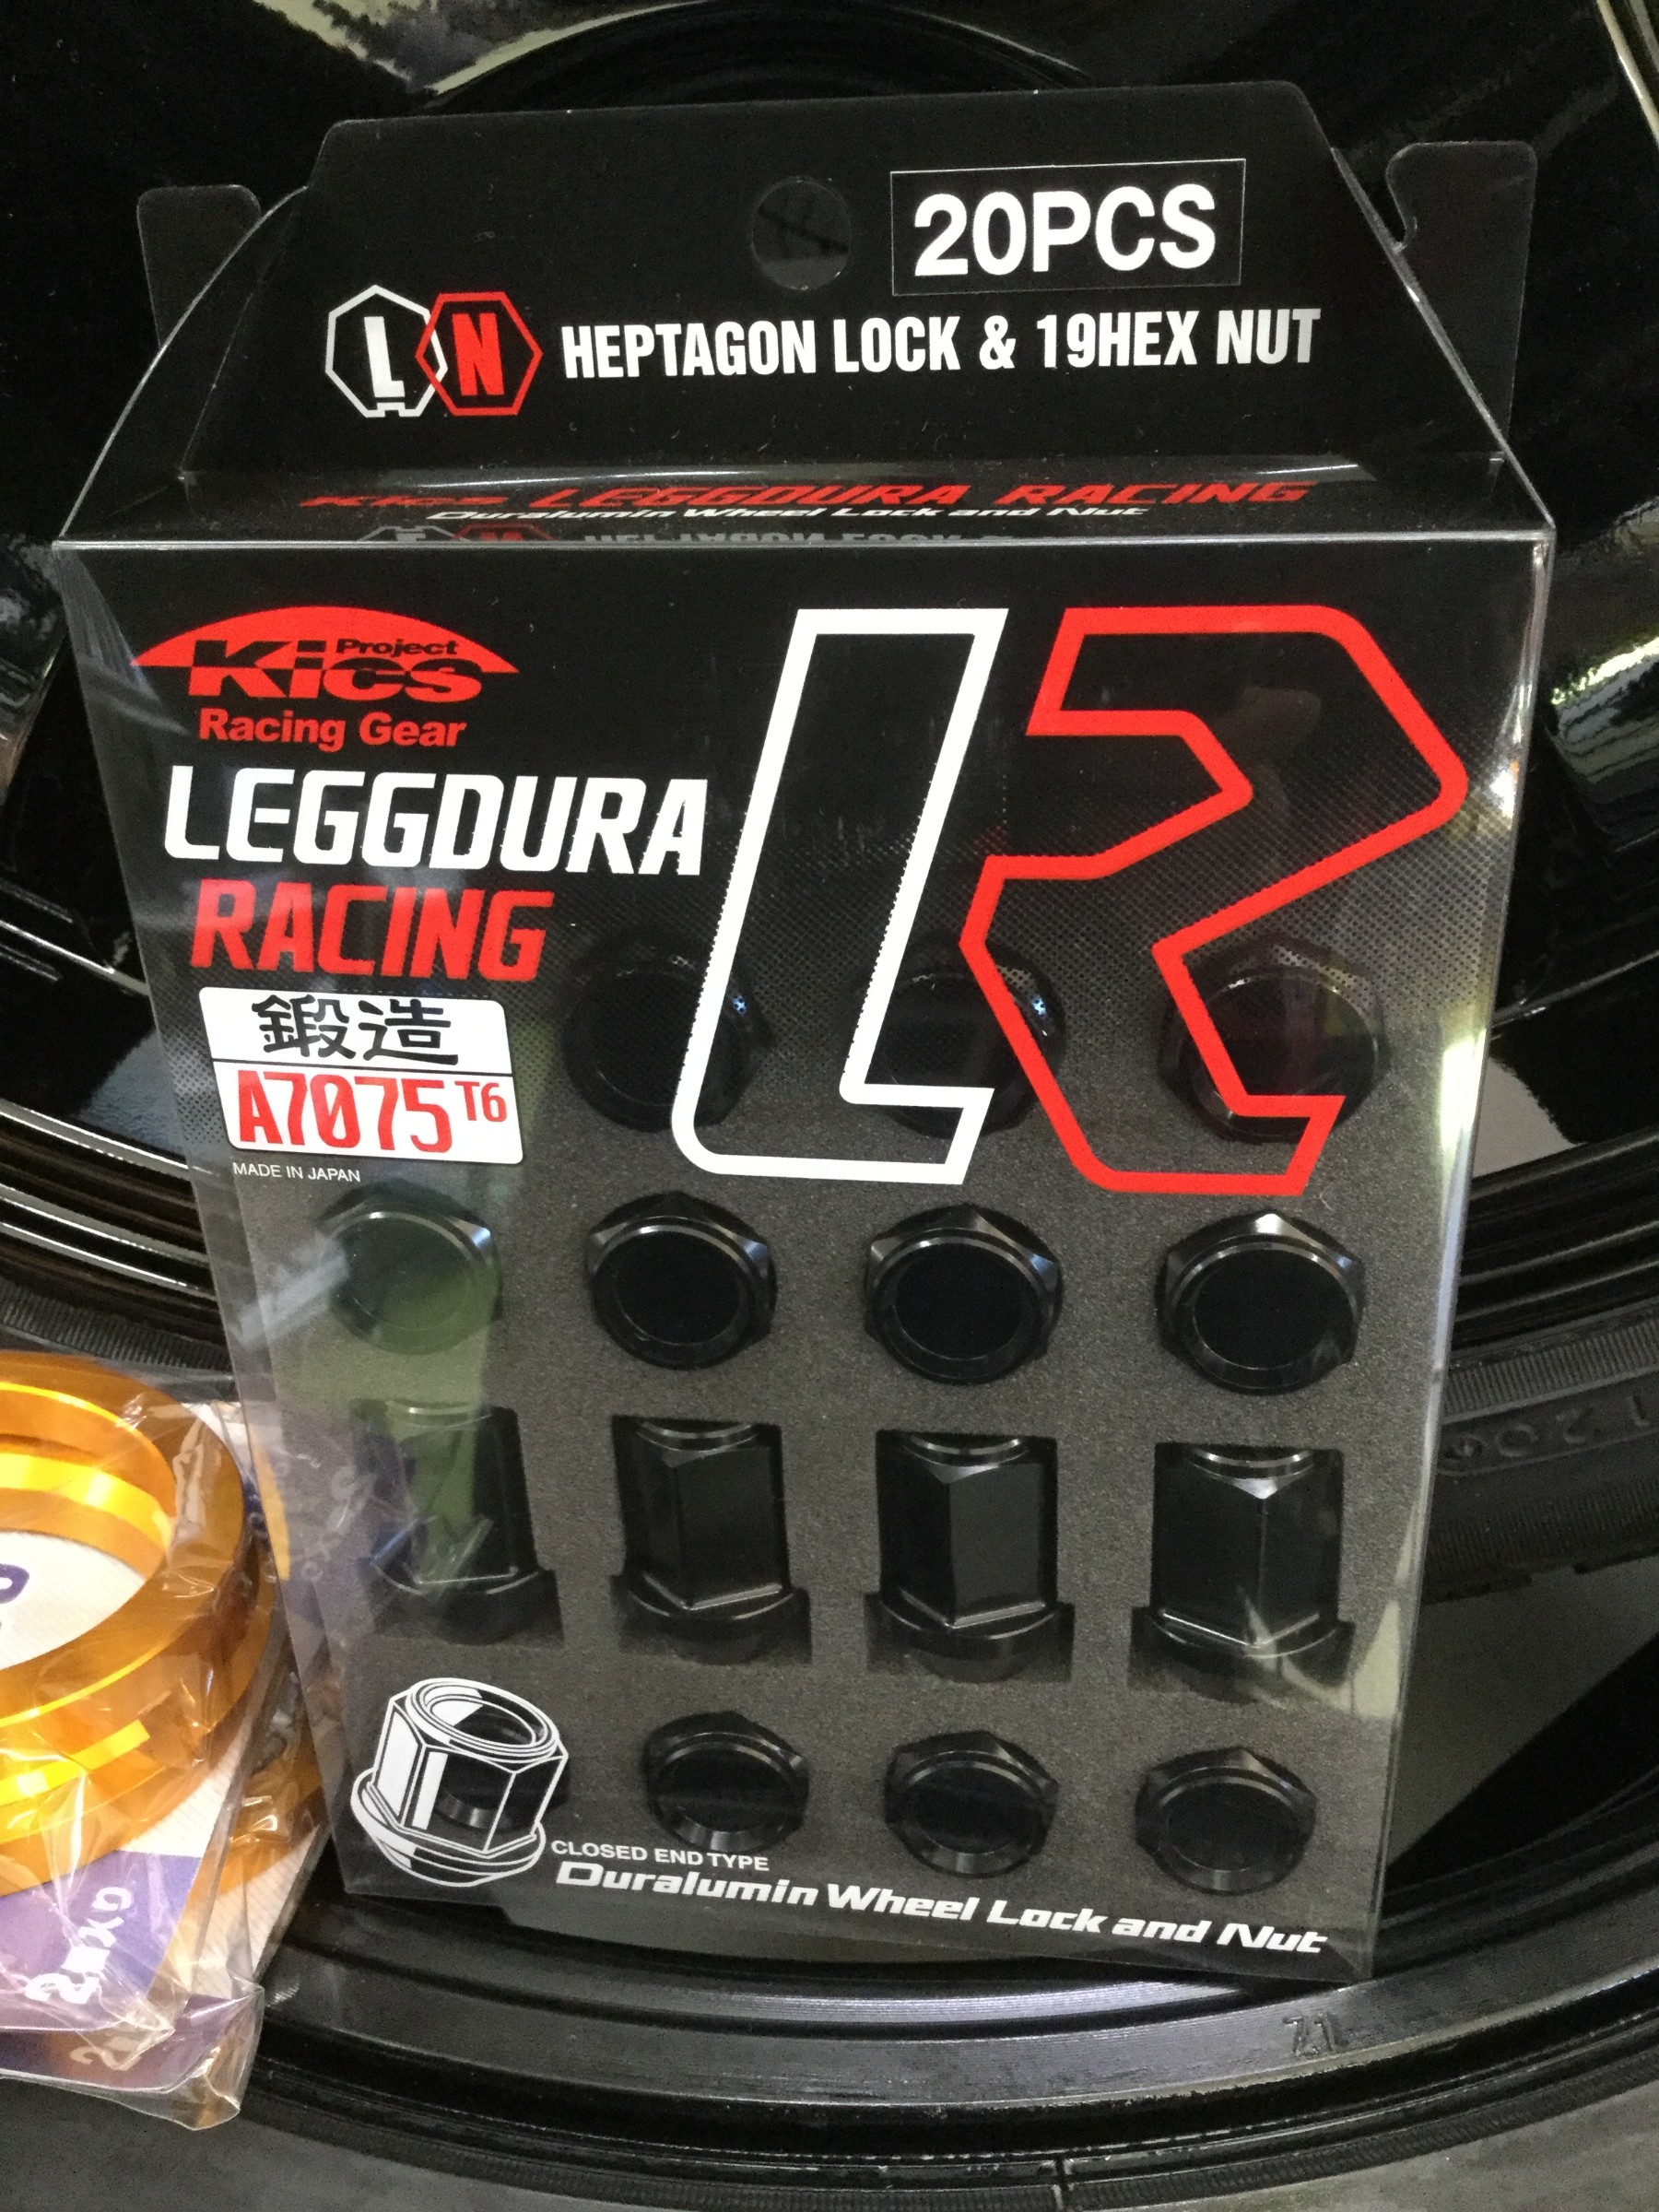 20PCS
L N HEPTAGON LOCK & 19HEX NUT
Kics LEGGDURA RACING
Duralumin Wheel Lock and Nut
Project
Kics
Racing Gear
LR
LEGGDURA
RACING
鍛造
A7075 T6
MADE IN JAPAN
CLOSED END TYPE
Duralumin Wheel Lock and Nut